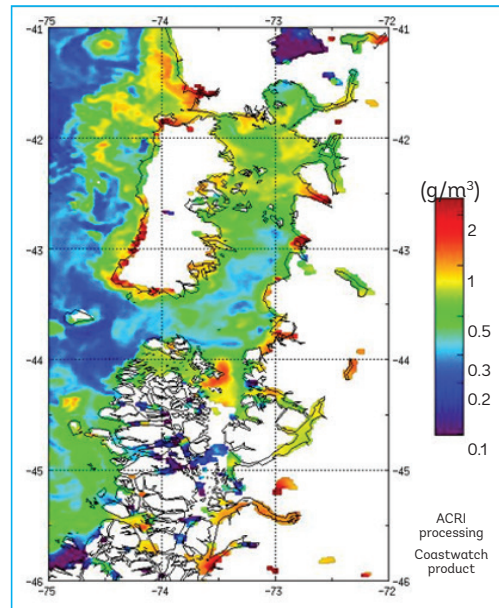 -75 -74 -73 -72 -41
-41
-42 -42
(g/m³)
2
-43 -43
1
0.5
-44 -44
0.3
0.2
0.1
-45 -45
ACRI
processing
Coastwatch
product
-46
-75 -74 -73 -72 -46